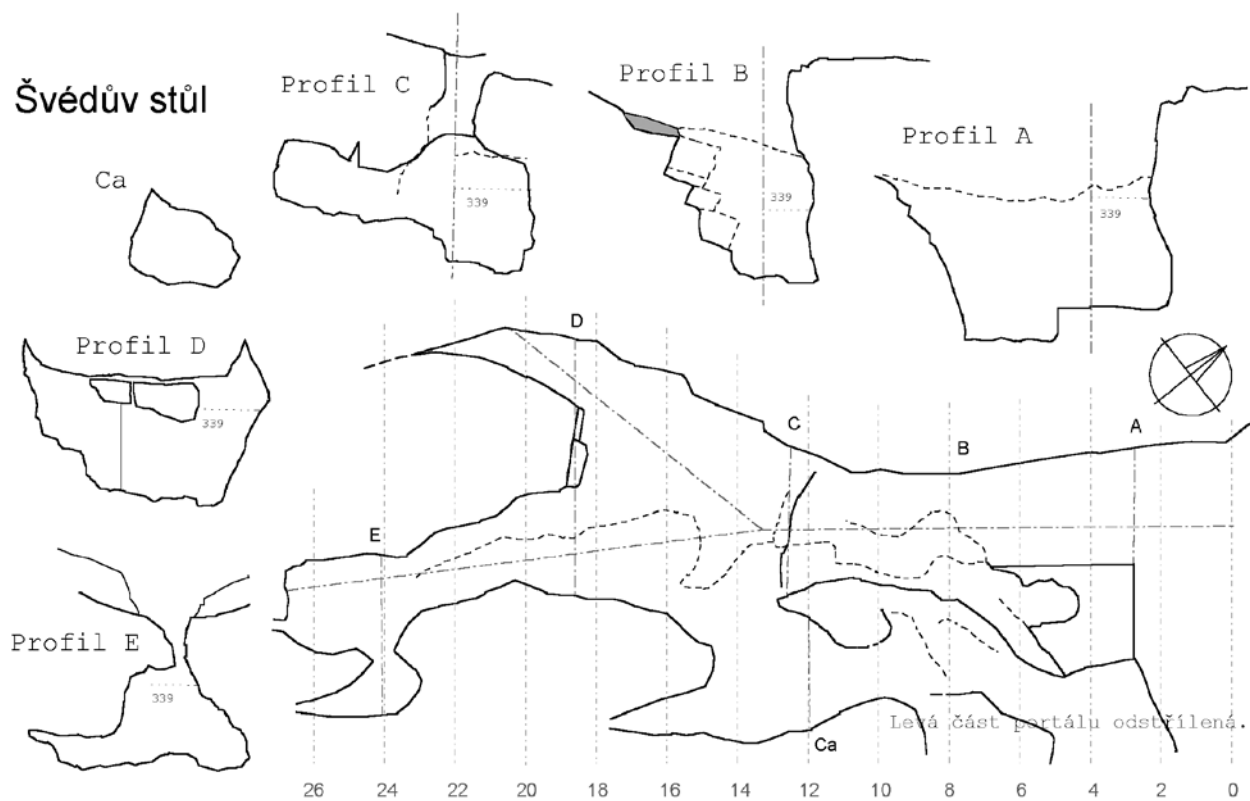 Švédův stůl
Profil C
Profil B
Profil A
Ca
339
339
339
Profil D
339
D
C
B
A
E
Profil E
339
Levá část portálu odstřílená.
Ca
26 24 22 20 18 16 14 12 10 8 6 4 2 0